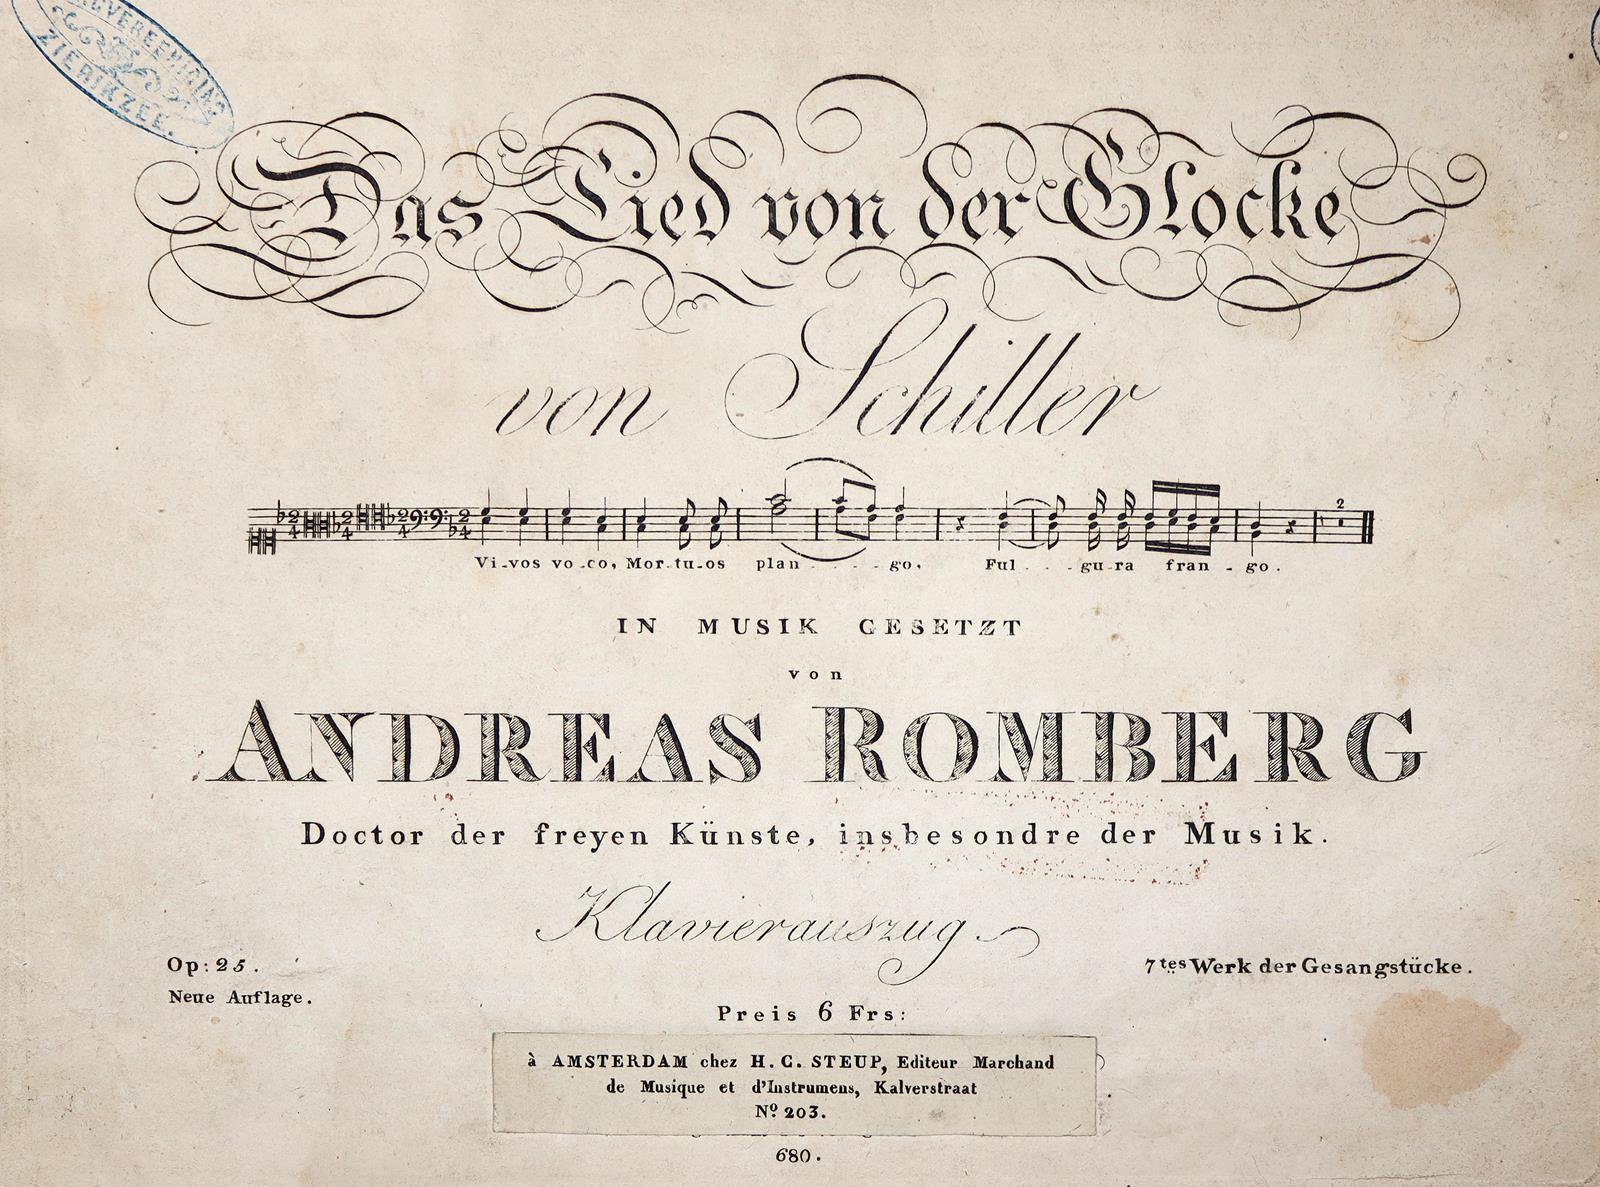 ZIERIKZEE.
Das Lied von der Glocke
von Schiller
Vi-vos vo-co, Mor-tu-os plan - - - go, Ful - - gu-ra fran - go.
2
IN MUSIK GESETZT
von
ANDREAS ROMBERG
Doctor der freyen Künste, insbesondre der Musik.
Klavierauszug.
Op: 25.
7tes Werk der Gesangstücke.
Neue Auflage.
Preis 6 Frs:
à AMSTERDAM chez H. C. STEUP, Editeur Marchand
de Musique et d'Instrumens, Kalverstraat
No 203.
680.